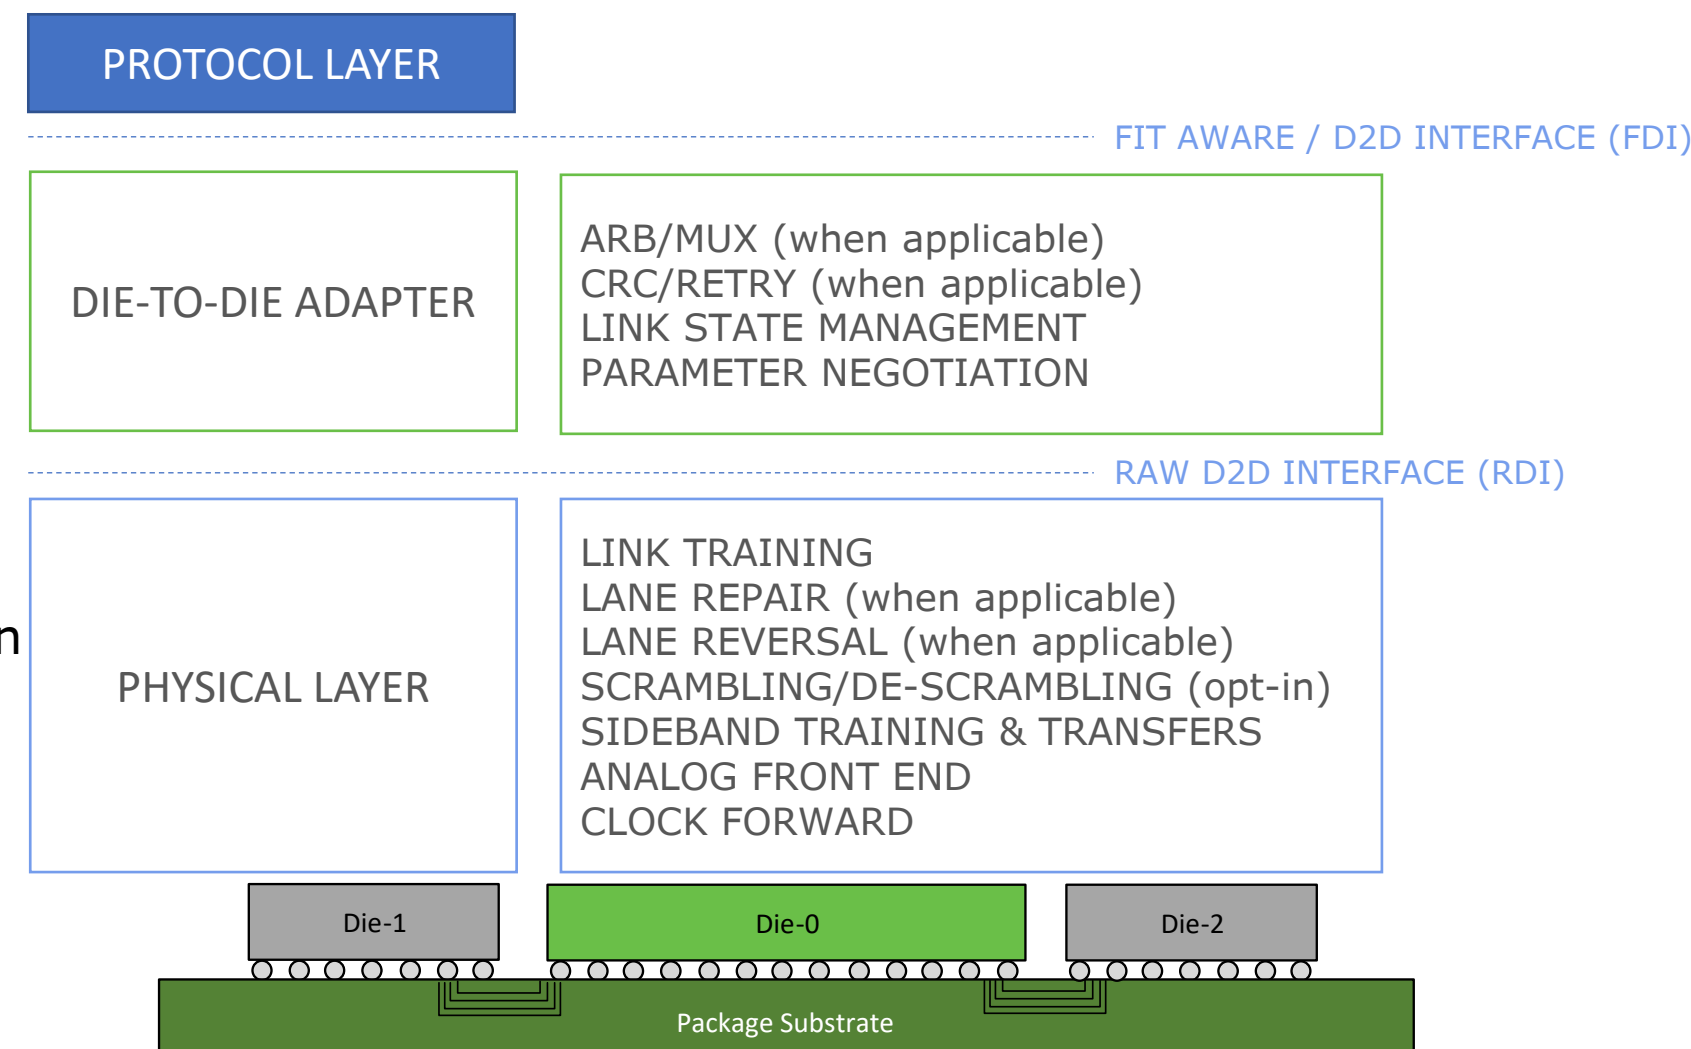 PROTOCOL LAYER
FIT AWARE / D2D INTERFACE (FDI)
DIE-TO-DIE ADAPTER
ARB/MUX (when applicable)
CRC/RETRY (when applicable)
LINK STATE MANAGEMENT
PARAMETER NEGOTIATION
RAW D2D INTERFACE (RDI)
n
PHYSICAL LAYER
LINK TRAINING
LANE REPAIR (when applicable)
LANE REVERSAL (when applicable)
SCRAMBLING/DE-SCRAMBLING (opt-in)
SIDEBAND TRAINING & TRANSFERS
ANALOG FRONT END
CLOCK FORWARD
Die-1
Die-0
Die-2
Package Substrate